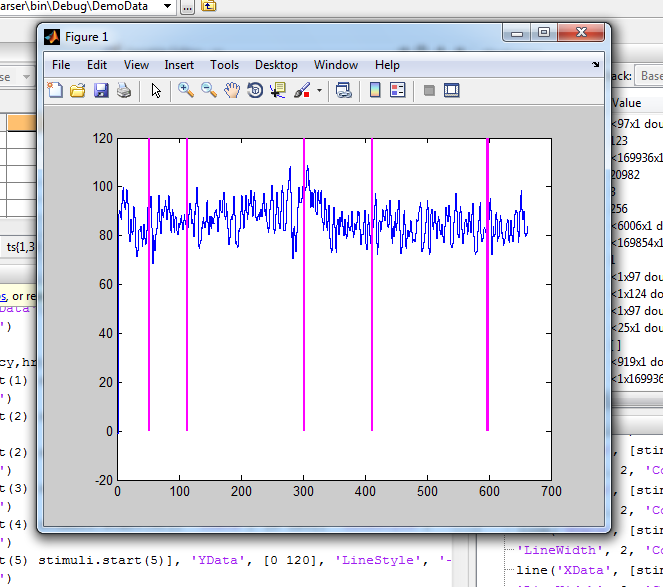 arser\bin\Debug\DemoData
...
Figure 1
File Edit View Insert Tools Desktop Window Help
ack: Base
Value
<97x1 dou
123
<169936x1
20982
3
256
<6006x1 do
<169854x1
1
<1x97 dou
<1x124 dou
<1x97 dou
<25x1 dou
[ ]
<919x1 dou
<1x169936
ts{1,3
s, or re
120
100
80
60
40
20
0
-20
0 100 200 300 400 500 600 700
Data
')
cy,hr
t(1)
')
t(2)
t(2)
')
t(3)
')
t(4)
')
t(5) stimuli.start(5)], 'YData', [0 120], 'LineStyle', '-
')
, [stim
2, 'Co
, [stim
2, 'Co
, [stim
2, 'Co
'LineWidth', 2, 'Co
line('XData', [stim